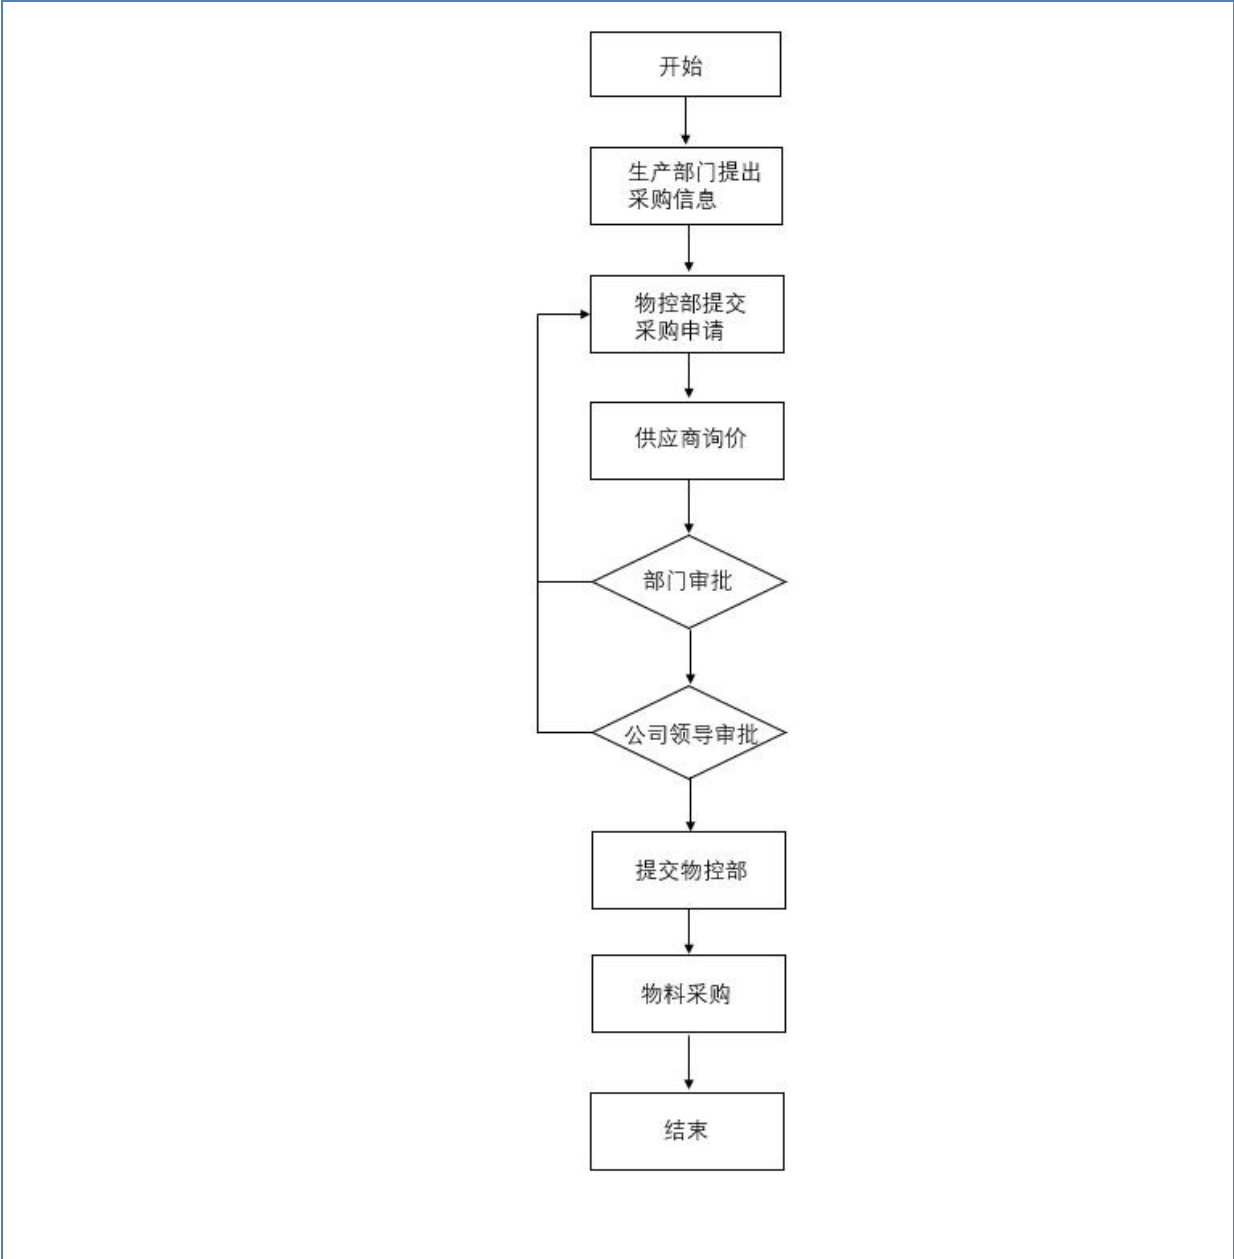 开始
生产部门提出
采购信息
物控部提交
采购申请
供应商询价
部门审批
公司领导审批
提交物控部
物料采购
结束